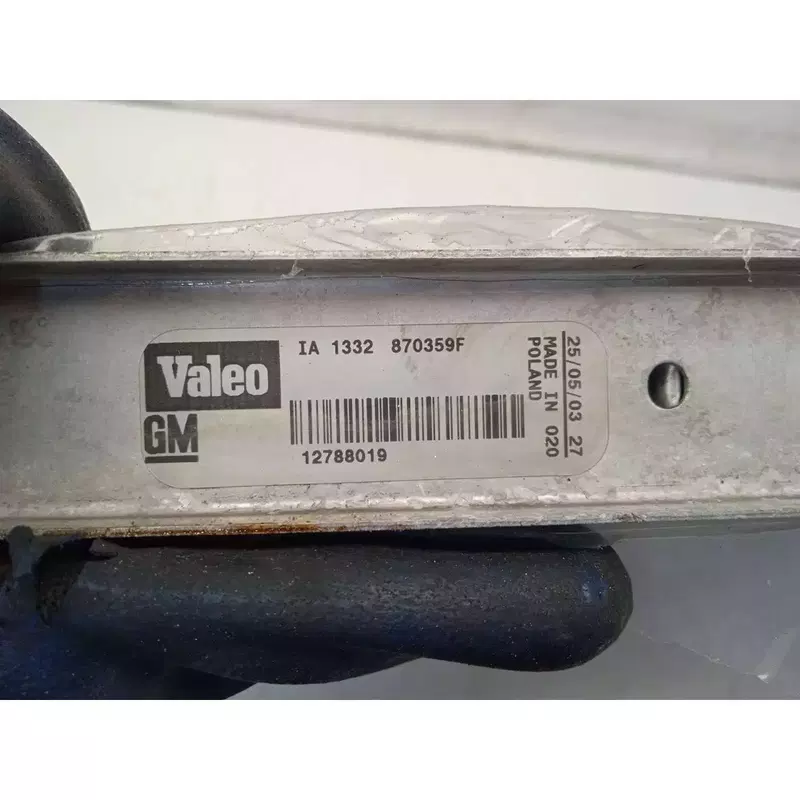 Valeo
GM
IA 1332 870359F
12788019
25/05/03 27
MADE IN 020
POLAND